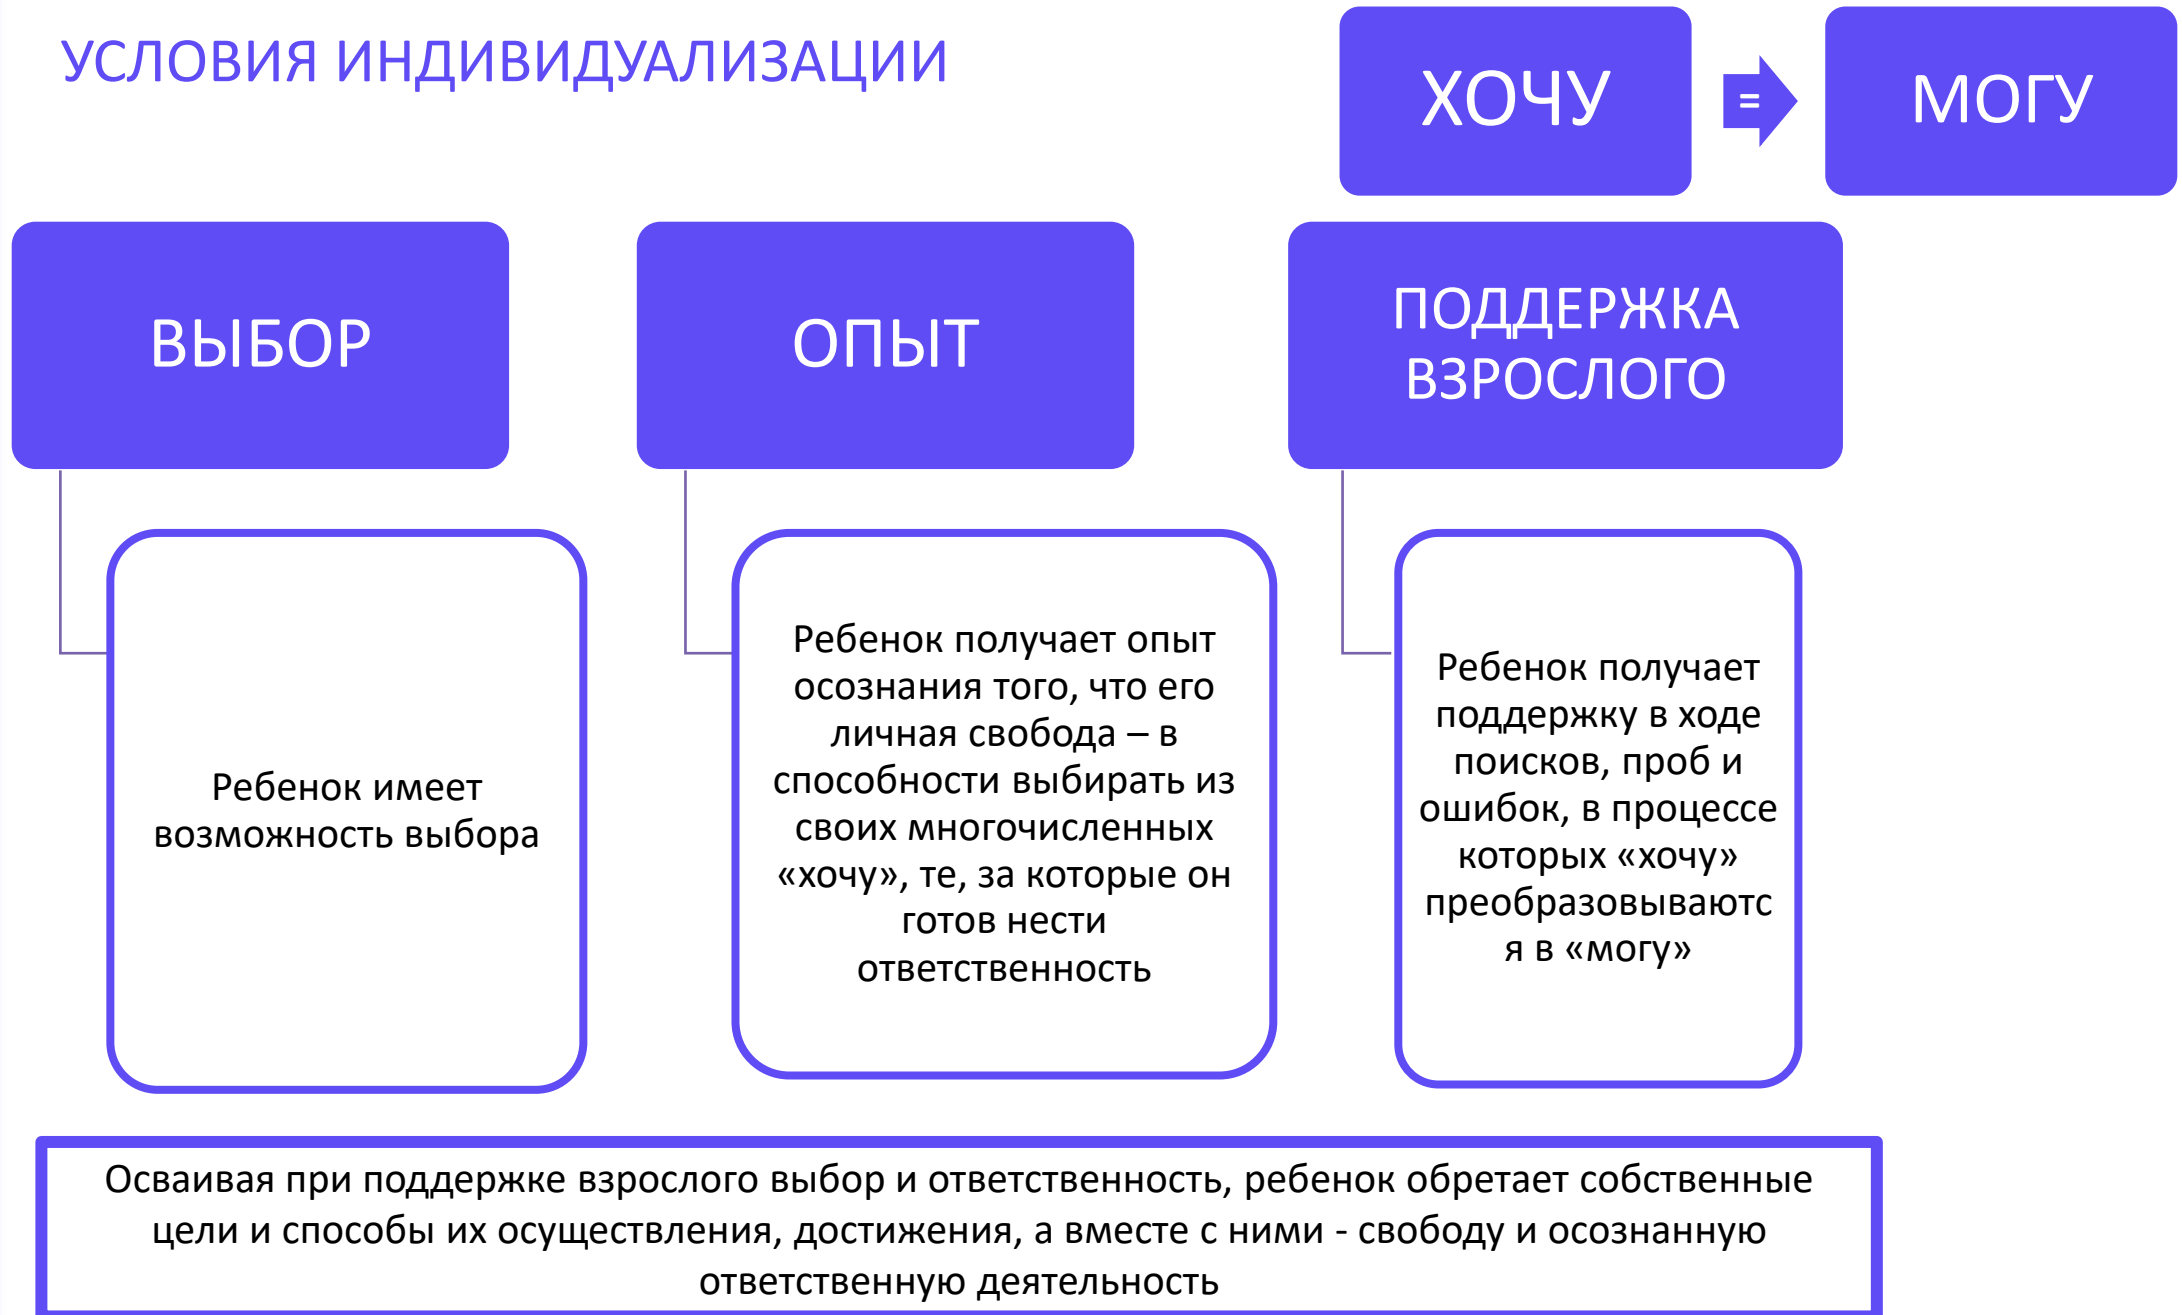 УСЛОВИЯ ИНДИВИДУАЛИЗАЦИИ
ХОЧУ
=
МОГУ
ВЫБОР
Ребенок имеет
возможность выбора
ОПЫТ
Ребенок получает опыт
осознания того, что его
личная свобода – в
способности выбирать из
своих многочисленных
«хочу», те, за которые он
готов нести
ответственность
ПОДДЕРЖКА
ВЗРОСЛОГО
Ребенок получает
поддержку в ходе
поисков, проб и
ошибок, в процессе
которых «хочу»
преобразовываютс
я в «могу»
Осваивая при поддержке взрослого выбор и ответственность, ребенок обретает собственные
цели и способы их осуществления, достижения, а вместе с ними - свободу и осознанную
ответственную деятельность